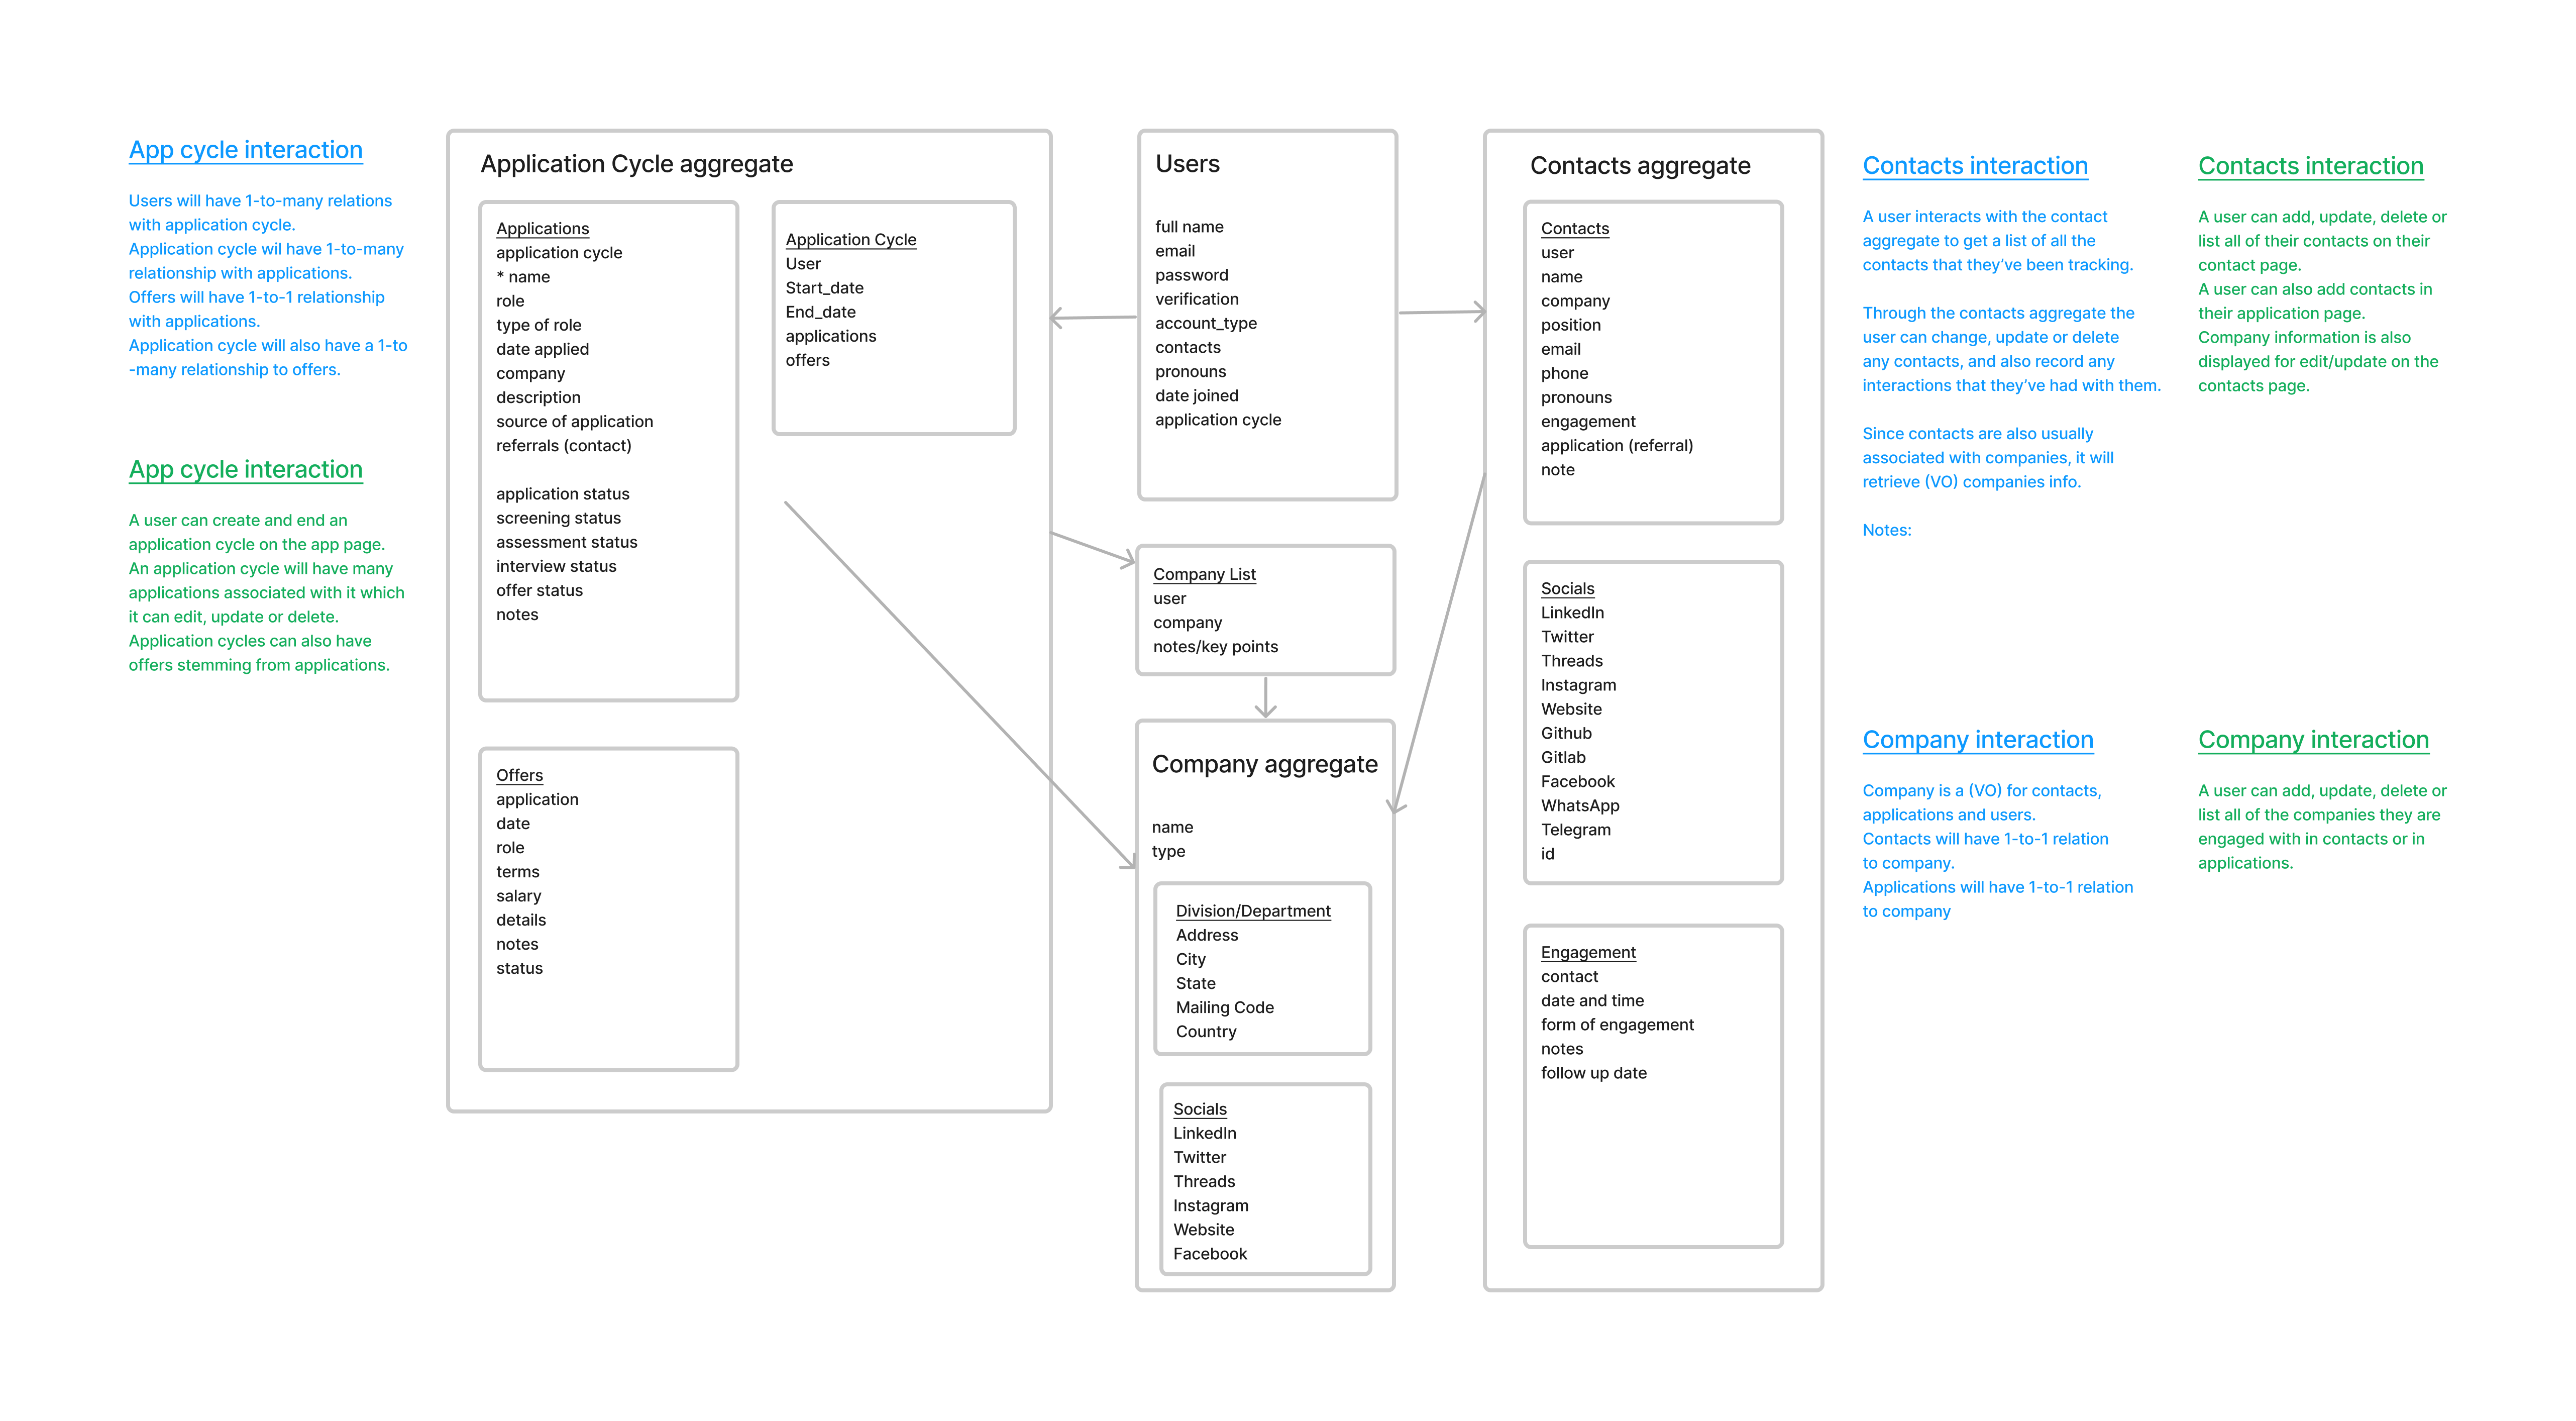 App cycle interaction
Users will have 1-to-many relations
with application cycle.
Application cycle wil have 1-to-many
relationship with applications.
Offers will have 1-to-1 relationship
with applications.
Application cycle will also have a 1-to
-many relationship to offers.
App cycle interaction
A user can create and end an
application cycle on the app page.
An application cycle will have many
applications associated with it which
it can edit, update or delete.
Application cycles can also have
offers stemming from applications.
Application Cycle aggregate
Applications
application cycle
* name
role
type of role
date applied
company
description
source of application
referrals (contact)
application status
screening status
assessment status
interview status
offer status
notes
Application Cycle
User
Start_date
End_date
applications
offers
Offers
application
date
role
terms
salary
details
notes
status
Users
full name
email
password
verification
account_type
contacts
pronouns
date joined
application cycle
Company List
user
company
notes/key points
Company aggregate
name
type
Division/Department
Address
City
State
Mailing Code
Country
Socials
LinkedIn
Twitter
Threads
Instagram
Website
Facebook
Contacts aggregate
Contacts
user
name
company
position
email
phone
pronouns
engagement
application (referral)
note
Socials
LinkedIn
Twitter
Threads
Instagram
Website
Github
Gitlab
Facebook
WhatsApp
Telegram
id
Engagement
contact
date and time
form of engagement
notes
follow up date
Contacts interaction
A user interacts with the contact
aggregate to get a list of all the
contacts that they've been tracking.
Through the contacts aggregate the
user can change, update or delete
any contacts, and also record any
interactions that they've had with them.
Since contacts are also usually
associated with companies, it will
retrieve (VO) companies info.
Notes:
Contacts interaction
A user can add, update, delete or
list all of their contacts on their
contact page.
A user can also add contacts in
their application page.
Company information is also
displayed for edit/update on the
contacts page.
Company interaction
Company is a (VO) for contacts,
applications and users.
Contacts will have 1-to-1 relation
to company.
Applications will have 1-to-1 relation
to company
Company interaction
A user can add, update, delete or
list all of the companies they are
engaged with in contacts or in
applications.